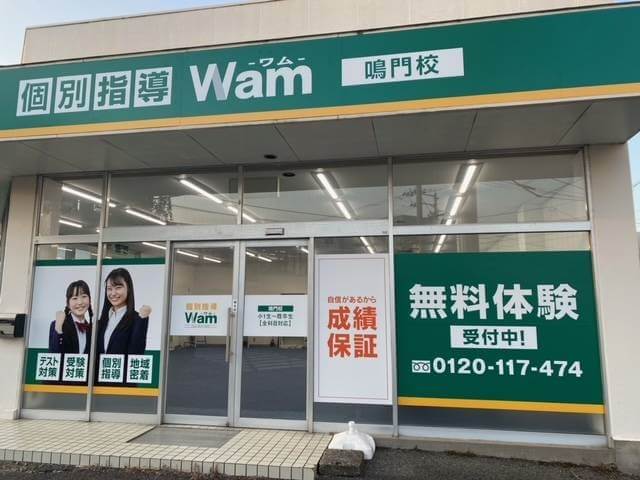 個別指導 Wam -ワム- 鳴門校
テスト対策
受験対策
個別指導
地域密着
個別指導
Wam
鳴門校
小1生~既卒生
【全科目対応】
自信があるから
成績
保証
無料体験
受付中!
0120-117-474